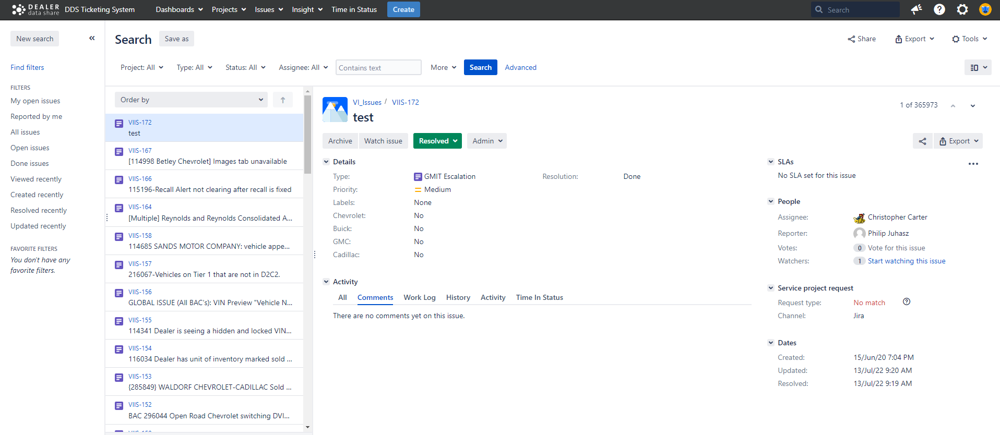 DEALER
data share
DDS Ticketing System
Dashboards
Projects
Issues
Insight
Time in Status
Create
Search
New search
Find filters
FILTERS
My open issues
Reported by me
All issues
Open issues
Done issues
Viewed recently
Created recently
Resolved recently
Updated recently
FAVORITE FILTERS
You don't have any
favorite filters.
Search
Save as
Share
Export
Tools
Project: All
Type: All
Status: All
Assignee: All
Contains text
More
Search
Advanced
Order by
VIIS-172
test
VIIS-167
[114998 Betley Chevrolet] Images tab unavailable
VIIS-166
115196-Recall Alert not clearing after recall is fixed
VIIS-164
[Multiple] Reynolds and Reynolds Consolidated A...
VIIS-158
114685 SANDS MOTOR COMPANY: vehicle appe...
VIIS-157
216067-Vehicles on Tier 1 that are not in D2C2.
VIIS-156
GLOBAL ISSUE (All BAC's): VIN Preview "Vehicle N...
VIIS-155
114341 Dealer is seeing a hidden and locked VIN...
VIIS-154
116034 Dealer has unit of inventory marked sold ...
VIIS-153
{285849} WALDORF CHEVROLET-CADILLAC Sold ...
VIIS-152
BAC 296044 Open Road Chevrolet switching DVI...
VI_Issues / VIIS-172
test
1 of 365973
Archive
Watch issue
Resolved
Admin
Export
Details
Type: GMIT Escalation
Resolution: Done
Priority: Medium
Labels: None
Chevrolet: No
Buick: No
GMC: No
Cadillac: No
Activity
All
Comments
Work Log
History
Activity
Time In Status
There are no comments yet on this issue.
SLAs
No SLA set for this issue
People
Assignee: Christopher Carter
Reporter: Philip Juhasz
Votes: 0 Vote for this issue
Watchers: 1 Start watching this issue
Service project request
Request type: No match
Channel: Jira
Dates
Created: 15/Jun/20 7:04 PM
Updated: 13/Jul/22 9:20 AM
Resolved: 13/Jul/22 9:19 AM